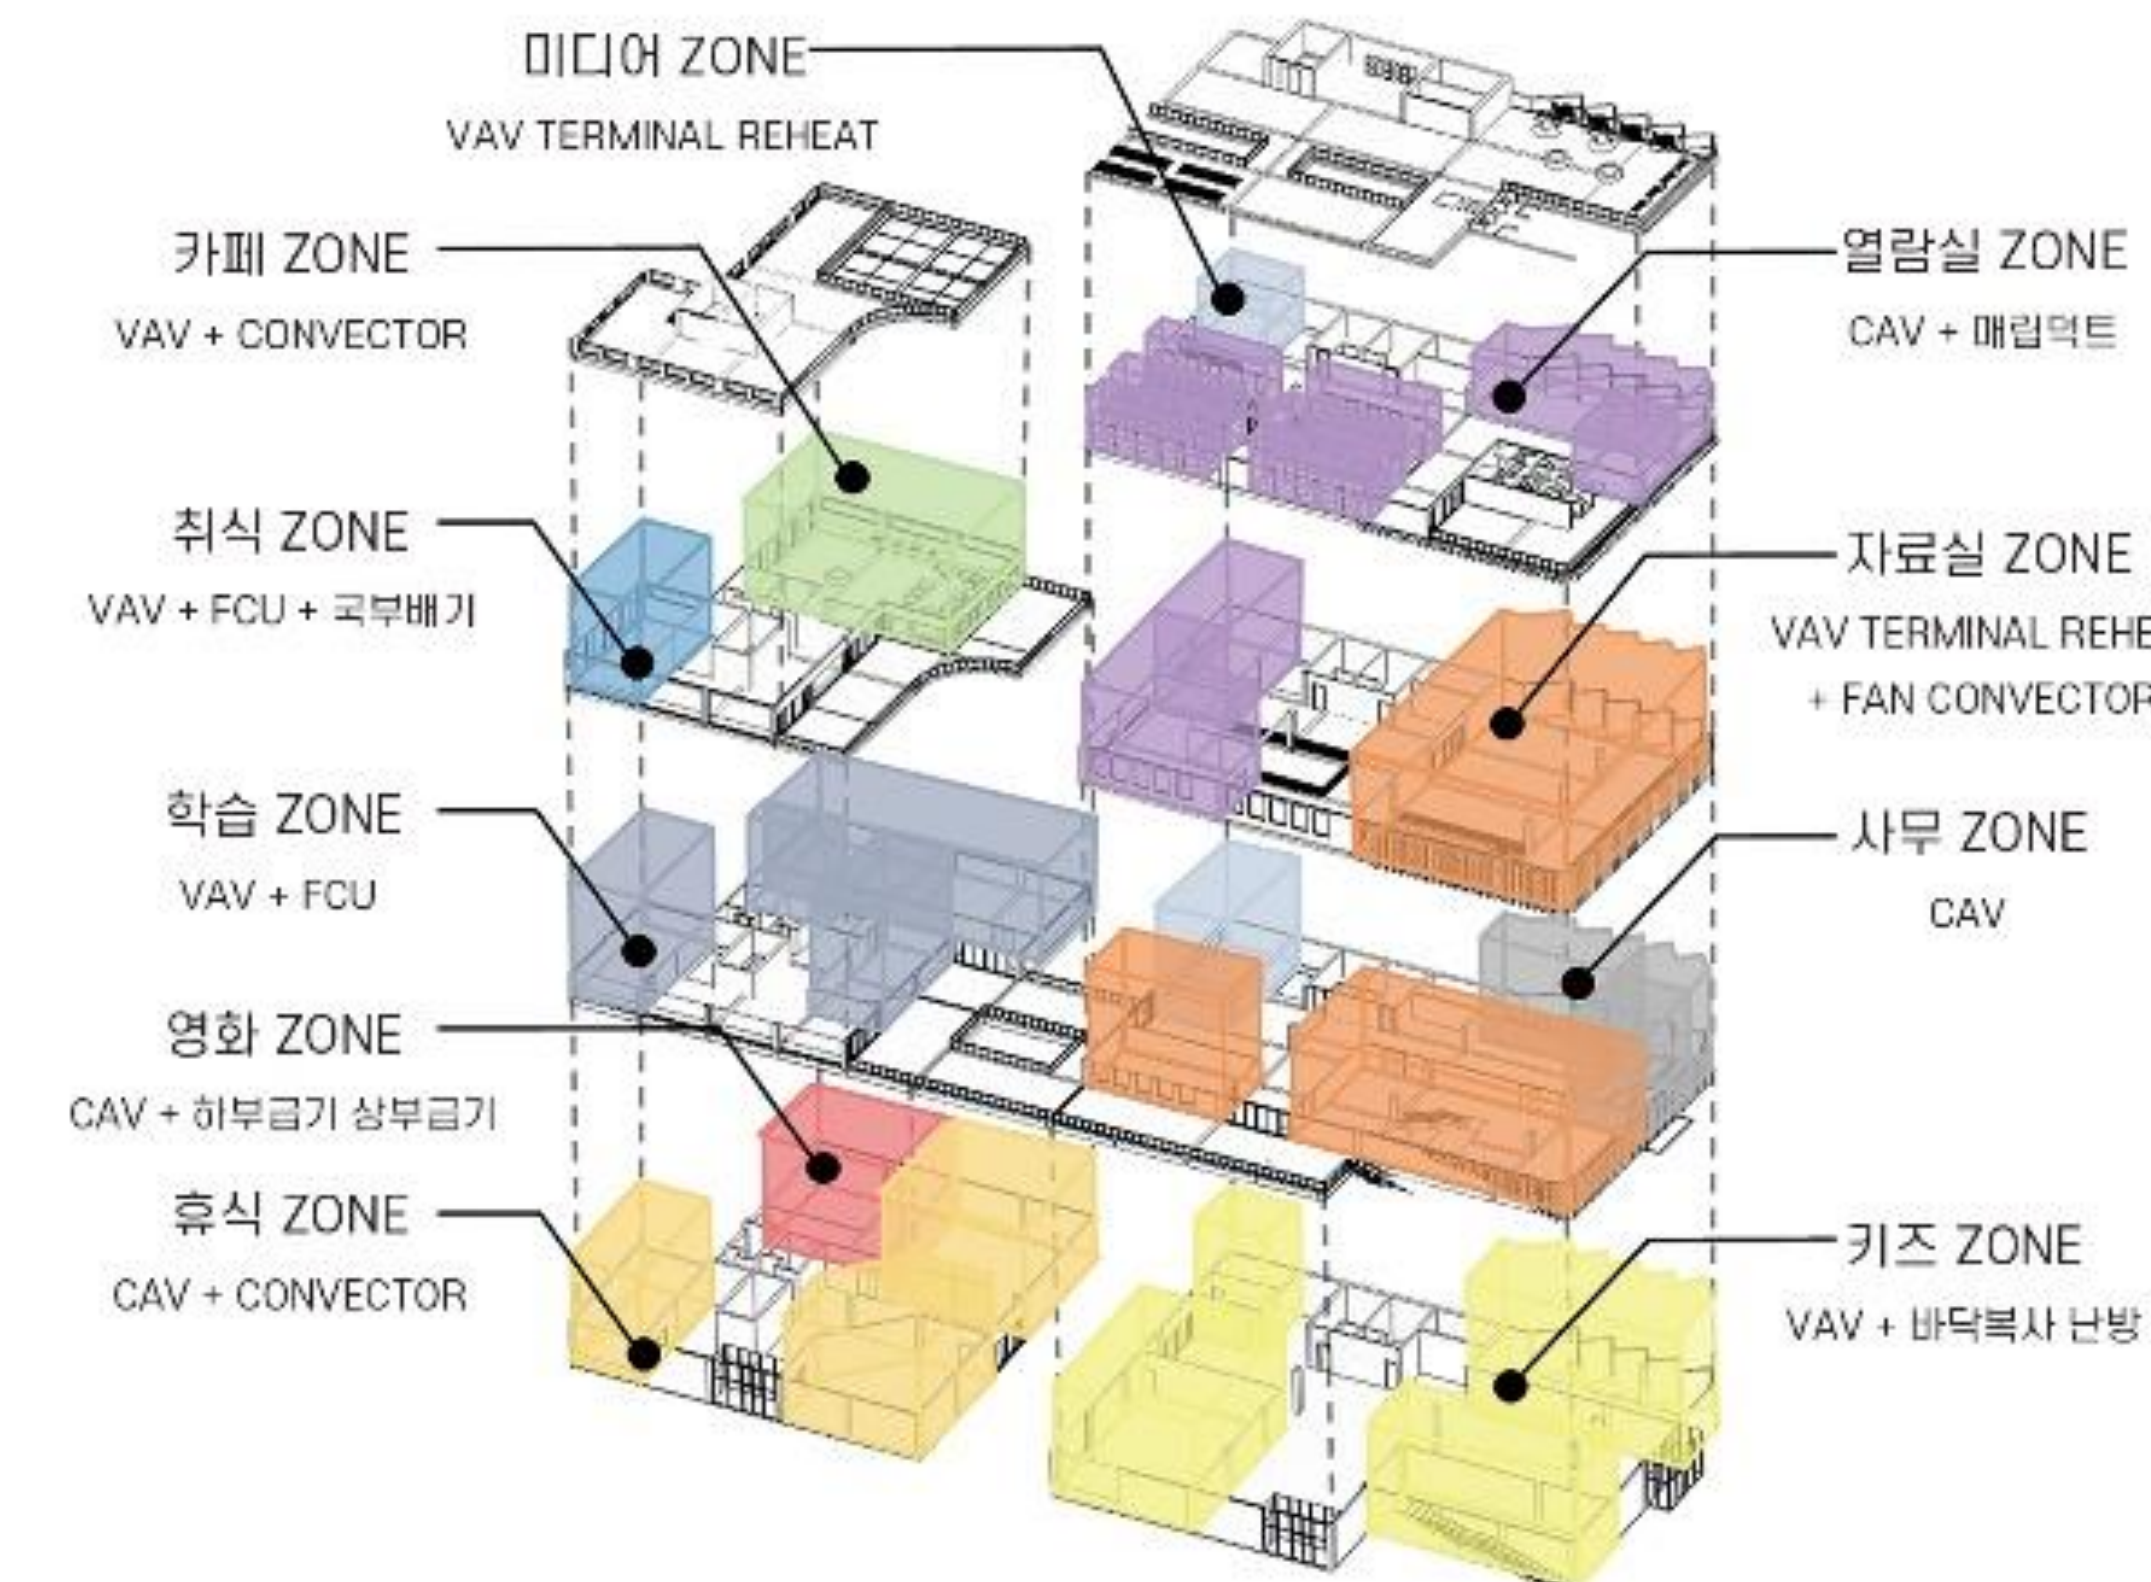 미디어 ZONE
VAV TERMINAL REHEAT
카페 ZONE
VAV + CONVECTOR
취식 ZONE
VAV + FCU + 국부배기
학습 ZONE
VAV + FCU
영화 ZONE
CAV + 하부급기 상부급기
휴식 ZONE
CAV + CONVECTOR
열람실 ZONE
CAV + 매립덕트
자료실 ZONE
VAV TERMINAL REHE
+ FAN CONVECTOR
사무 ZONE
CAV
키즈 ZONE
VAV + 바닥복사 난방